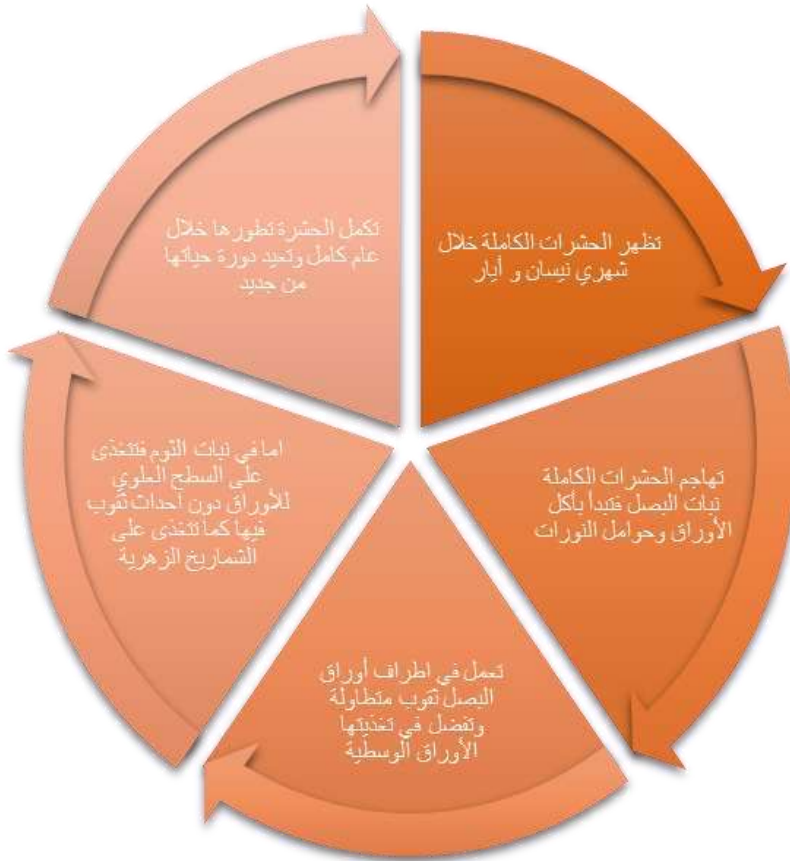 تظهر الحشرات الكاملة خلال
شهري نيسان و أيار
تهاجم الحشرات الكاملة
نبات البصل فتبدأ بأكل
الأوراق وحوامل النورات
تعمل في اطراف أوراق
البصل ثقوب متطاولة
وتفضل في تغذيتها
الأوراق الوسطية
اما في نبات الثوم فتتغذى
على السطح العلوي
للأوراق دون احداث ثقوب
فيها كما تتغذى على
الشماريخ الزهرية
تكمل الحشرة تطورها خلال
عام كامل وتعيد دورة حياتها
من جديد